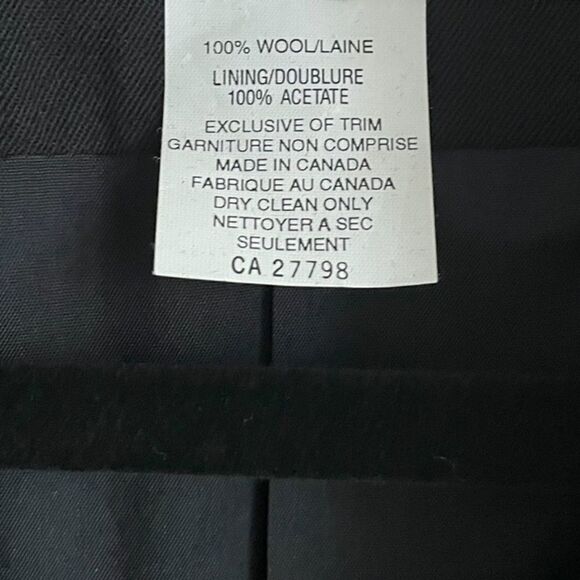 100% WOOL/LAINE
LINING/DOUBLURE
100% ACETATE
EXCLUSIVE OF TRIM
GARNITURE NON COMPRISE
MADE IN CANADA
FABRIQUE AU CANADA
DRY CLEAN ONLY
NETTOYER A SEC
SEULEMENT
CA 27798